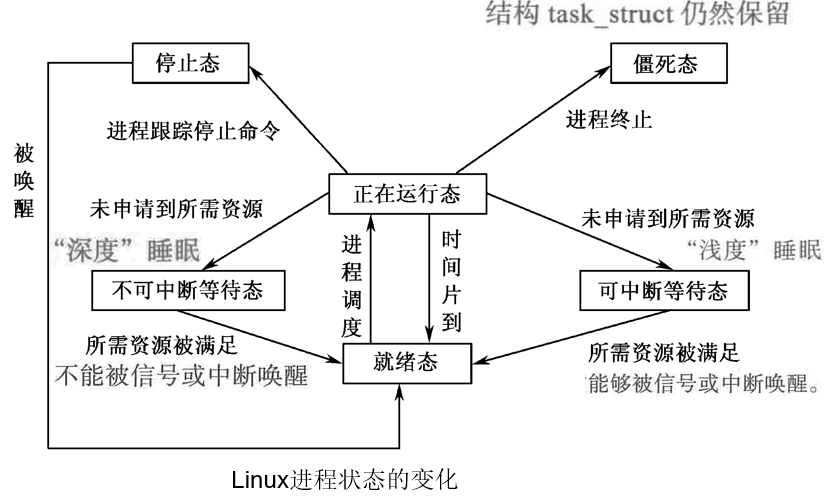 结构 task_struct 仍然保留
停止态
僵死态
进程跟踪停止命令
进程终止
被唤醒
正在运行态
未申请到所需资源
未申请到所需资源
“深度”睡眠
“浅度”睡眠
进程调度
时间片到
不可中断等待态
可中断等待态
所需资源被满足
就绪态
所需资源被满足
不能被信号或中断唤醒
能够被信号或中断唤醒。
Linux进程状态的变化